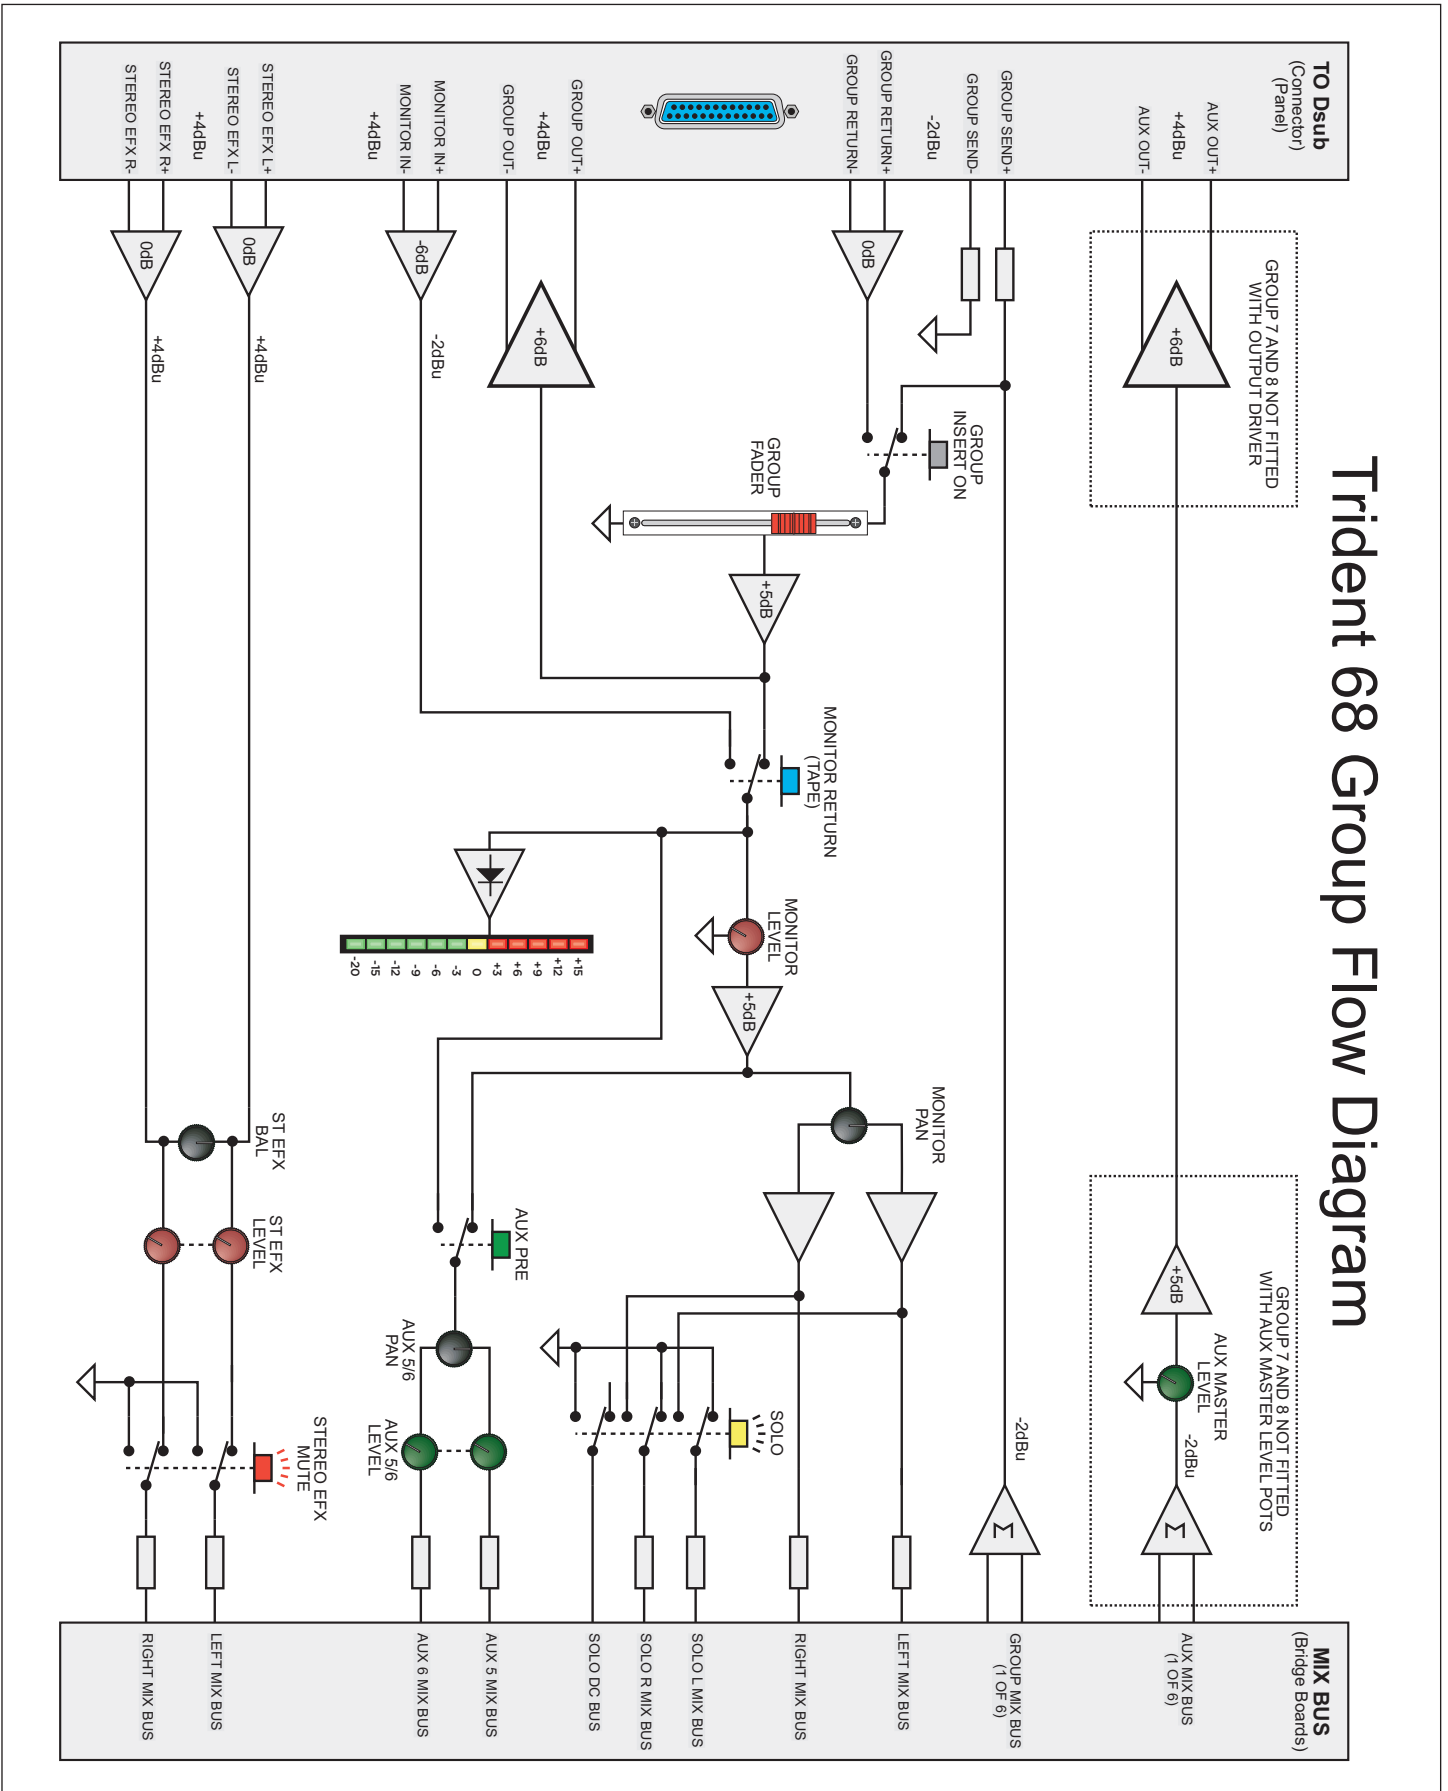 Trident 68 Group Flow Diagram
TO Dsub
(Connector)
(Panel)
AUX OUT+
+4dBu
AUX OUT-
GROUP SEND+
GROUP SEND-
-2dBu
GROUP RETURN+
GROUP RETURN-
GROUP OUT+
+4dBu
GROUP OUT-
MONITOR IN+
MONITOR IN-
+4dBu
STEREO EFX L+
STEREO EFX L-
+4dBu
STEREO EFX R+
STEREO EFX R-
GROUP 7 AND 8 NOT FITTED
WITH OUTPUT DRIVER
+6dB
0dB
+6dB
-6dB
-2dBu
0dB
+4dBu
0dB
+4dBu
GROUP
INSERT ON
GROUP
FADER
+5dB
MONITOR RETURN
(TAPE)
MONITOR
LEVEL
+5dB
+15
+12
+9
+6
+3
0
-3
-6
-9
-12
-15
-20
MONITOR
PAN
ST EFX
BAL
ST EFX
LEVEL
AUX PRE
AUX 5/6
PAN
AUX 5/6
LEVEL
SOLO
STEREO EFX
MUTE
GROUP 7 AND 8 NOT FITTED
WITH AUX MASTER LEVEL POTS
+5dB
AUX MASTER
LEVEL
-2dBu
Σ
-2dBu
Σ
MIX BUS
(Bridge Boards)
AUX MIX BUS
(1 OF 6)
GROUP MIX BUS
(1 OF 6)
LEFT MIX BUS
RIGHT MIX BUS
SOLO L MIX BUS
SOLO R MIX BUS
SOLO DC BUS
AUX 5 MIX BUS
AUX 6 MIX BUS
LEFT MIX BUS
RIGHT MIX BUS